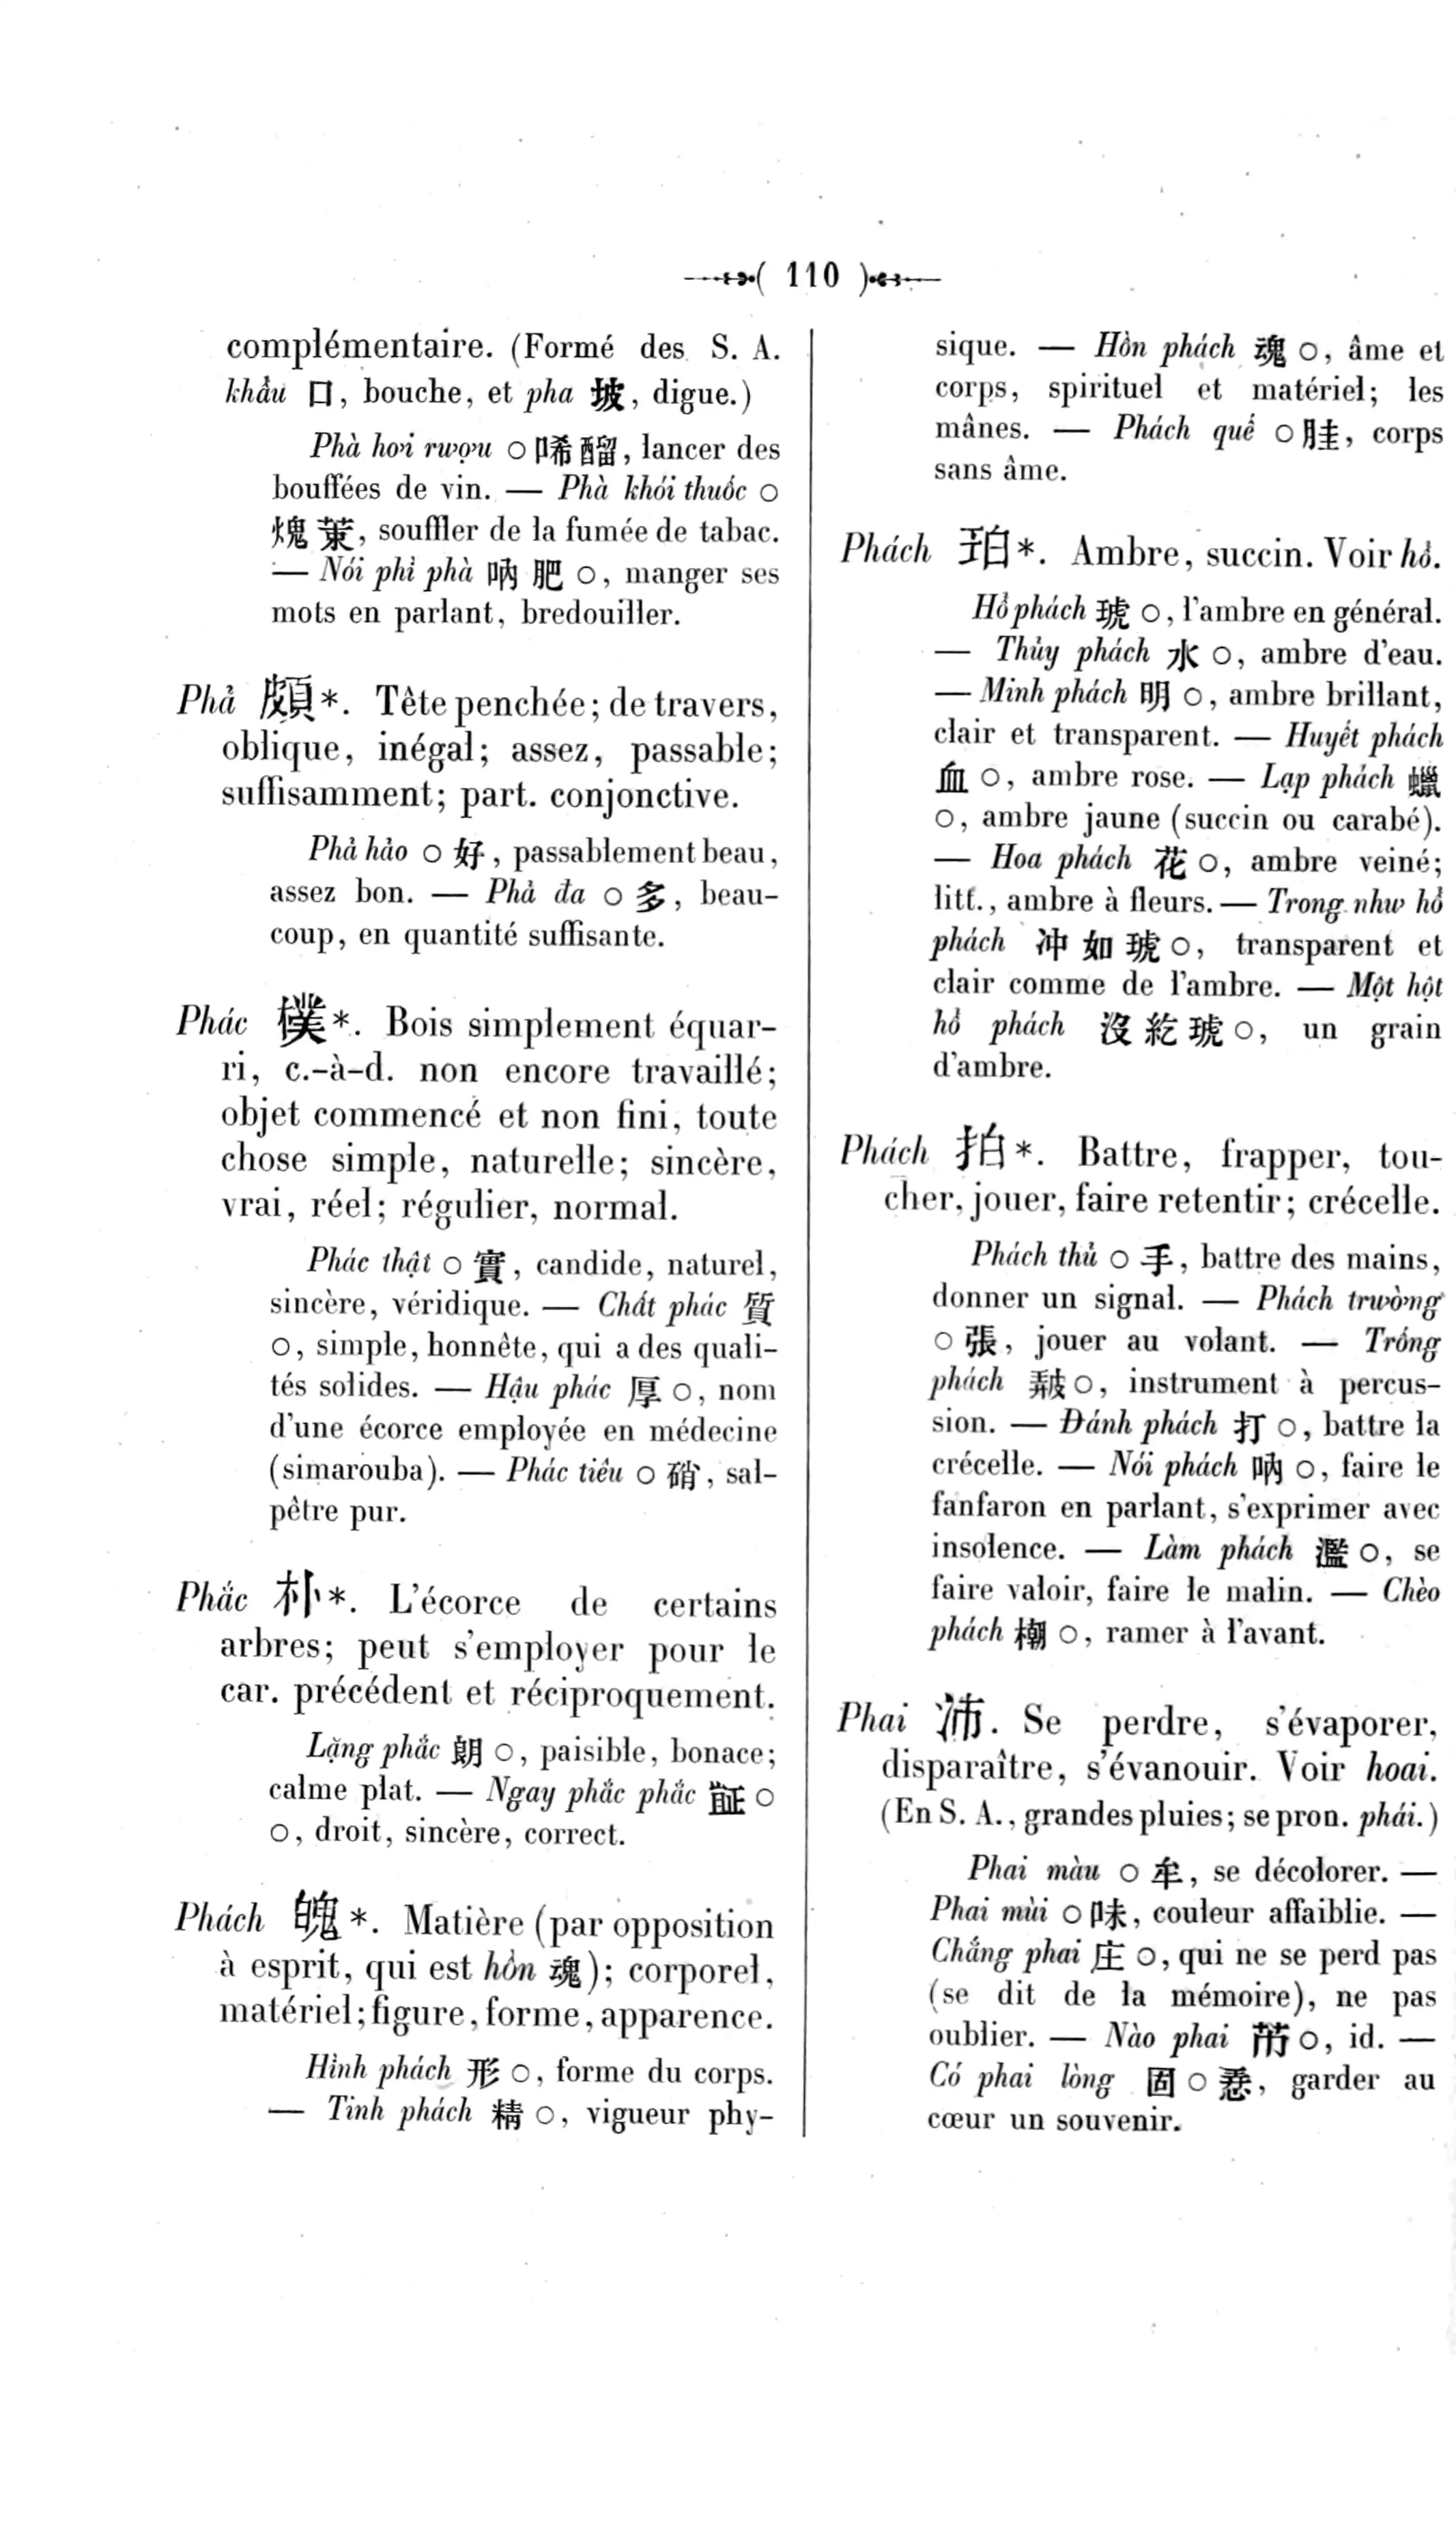 ( 110 )
complémentaire. (Formé des S. A.
khẩu 口, bouche, et pha 坡, digue.)
Phà hơi rượu ○ 唏 醋, lancer des
bouffées de vin. — Phà khói thuốc ○
煙 葉, souffler de la fumée de tabac.
— Nói phì phà 吶 肥 ○, manger ses
mots en parlant, bredouiller.
Phả 頗*. Tête penchée; de travers,
oblique, inégal; assez, passable;
suffisamment; part. conjonctive.
Phả hảo ○ 好, passablement beau,
assez bon. — Phả đa ○ 多, beau-
coup, en quantité suffisante.
Phác 樸*. Bois simplement équar-
ri, c.-à-d. non encore travaillé;
objet commencé et non fini, toute
chose simple, naturelle; sincère,
vrai, réel; régulier, normal.
Phác thật ○ 實, candide, naturel,
sincère, véridique. — Chất phác 質
○, simple, honnête, qui a des quali-
tés solides. — Hậu phác 厚 ○, nom
d'une écorce employée en médecine
(simarouba). — Phác tiêu ○ 硝, sal-
pêtre pur.
Phắc 朴*. L'écorce de certains
arbres; peut s'employer pour le
car. précédent et réciproquement.
Lặng phắc 朗 ○, paisible, bonace;
calme plat. — Ngay phắc phắc ○
○, droit, sincère, correct.
Phách 魄*. Matière (par opposition
à esprit, qui est hồn 魂); corporel,
matériel; figure, forme, apparence.
Hình phách 形 ○, forme du corps.
— Tinh phách 精 ○, vigueur phy-
sique. — Hồn phách 魂 ○, âme et
corps, spirituel et matériel; les
mânes. — Phách quế ○ 胿, corps
sans âme.
Phách 珀*. Ambre, succin. Voir hổ.
Hổ phách 琥 ○, l'ambre en général.
— Thủy phách 水 ○, ambre d'eau.
— Minh phách 明 ○, ambre brillant,
clair et transparent. — Huyết phách
血 ○, ambre rose. — Lạp phách 蠟
○, ambre jaune (succin ou carabé).
— Hoa phách 花 ○, ambre veiné;
litt., ambre à fleurs. — Trong như hổ
phách 冲 如 琥 ○, transparent et
clair comme de l'ambre. — Một hột
hổ phách 沒 紇 琥 ○, un grain
d'ambre.
Phách 拍*. Battre, frapper, tou-
cher, jouer, faire retentir; crécelle.
Phách thủ ○ 手, battre des mains,
donner un signal. — Phách trường
○ 張, jouer au volant. — Trống
phách ○, instrument à percus-
sion. — Đánh phách 打 ○, battre la
crécelle. — Nói phách 吶 ○, faire le
fanfaron en parlant, s'exprimer avec
insolence. — Làm phách 濫 ○, se
faire valoir, faire le malin. — Chèo
phách ○, ramer à l'avant.
Phai 沛. Se perdre, s'évaporer,
disparaître, s'évanouir. Voir hoai.
(En S. A., grandes pluies; se pron. phái.)
Phai màu ○ 牟, se décolorer. —
Phai mùi ○ 味, couleur affaiblie. —
Chẳng phai 庄 ○, qui ne se perd pas
(se dit de la mémoire), ne pas
oublier. — Nào phai ○, id. —
Có phai lòng 固 ○, garder au
cœur un souvenir.